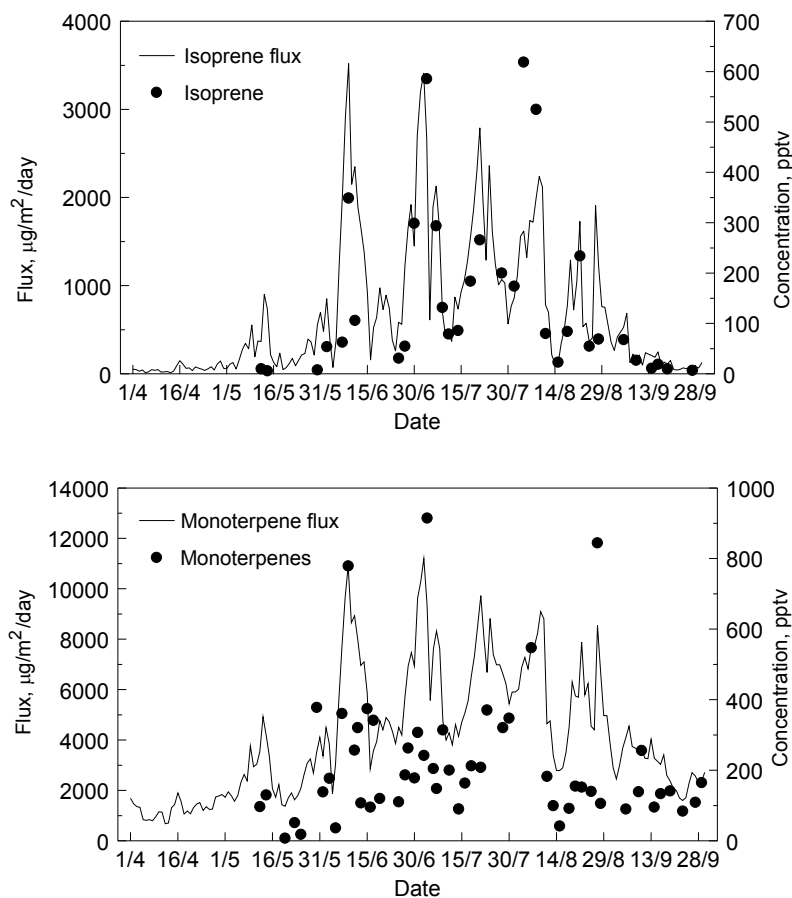 4000
3000
2000
1000
0
Flux, μg/m²/day
700
600
500
400
300
200
100
0
Concentration, pptv
Isoprene flux
Isoprene
1/4 16/4 1/5 16/5 31/5 15/6 30/6 15/7 30/7 14/8 29/8 13/9 28/9
Date
14000
12000
10000
8000
6000
4000
2000
0
Flux, μg/m²/day
1000
800
600
400
200
0
Concentration, pptv
Monoterpene flux
Monoterpenes
1/4 16/4 1/5 16/5 31/5 15/6 30/6 15/7 30/7 14/8 29/8 13/9 28/9
Date